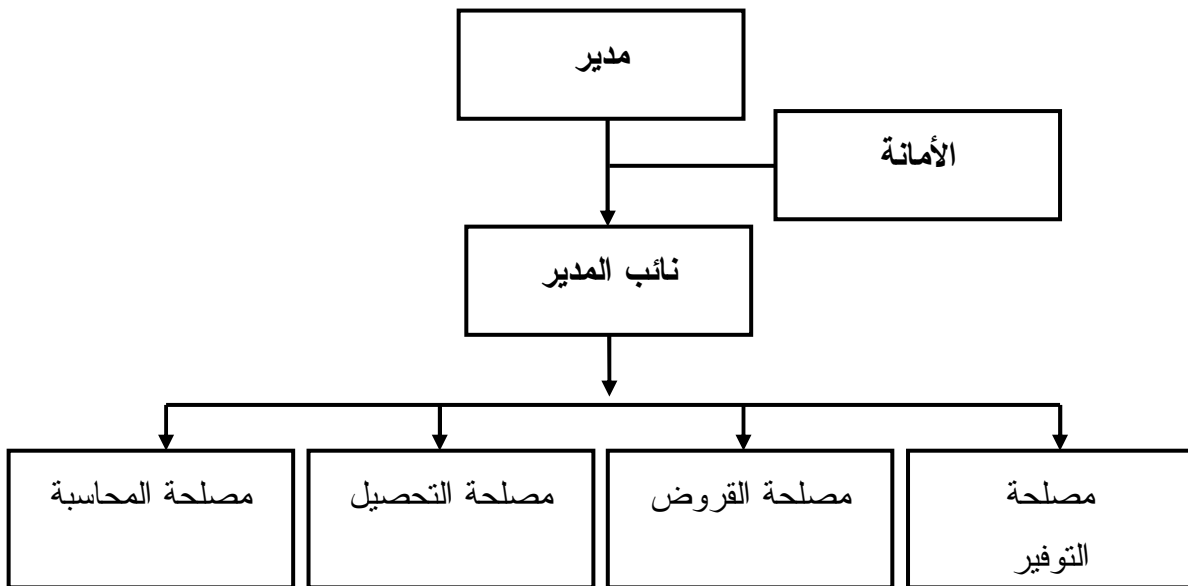 مدير
الأمانة
نائب المدير
مصلحة
التوفير
مصلحة القروض
مصلحة التحصيل
مصلحة المحاسبة